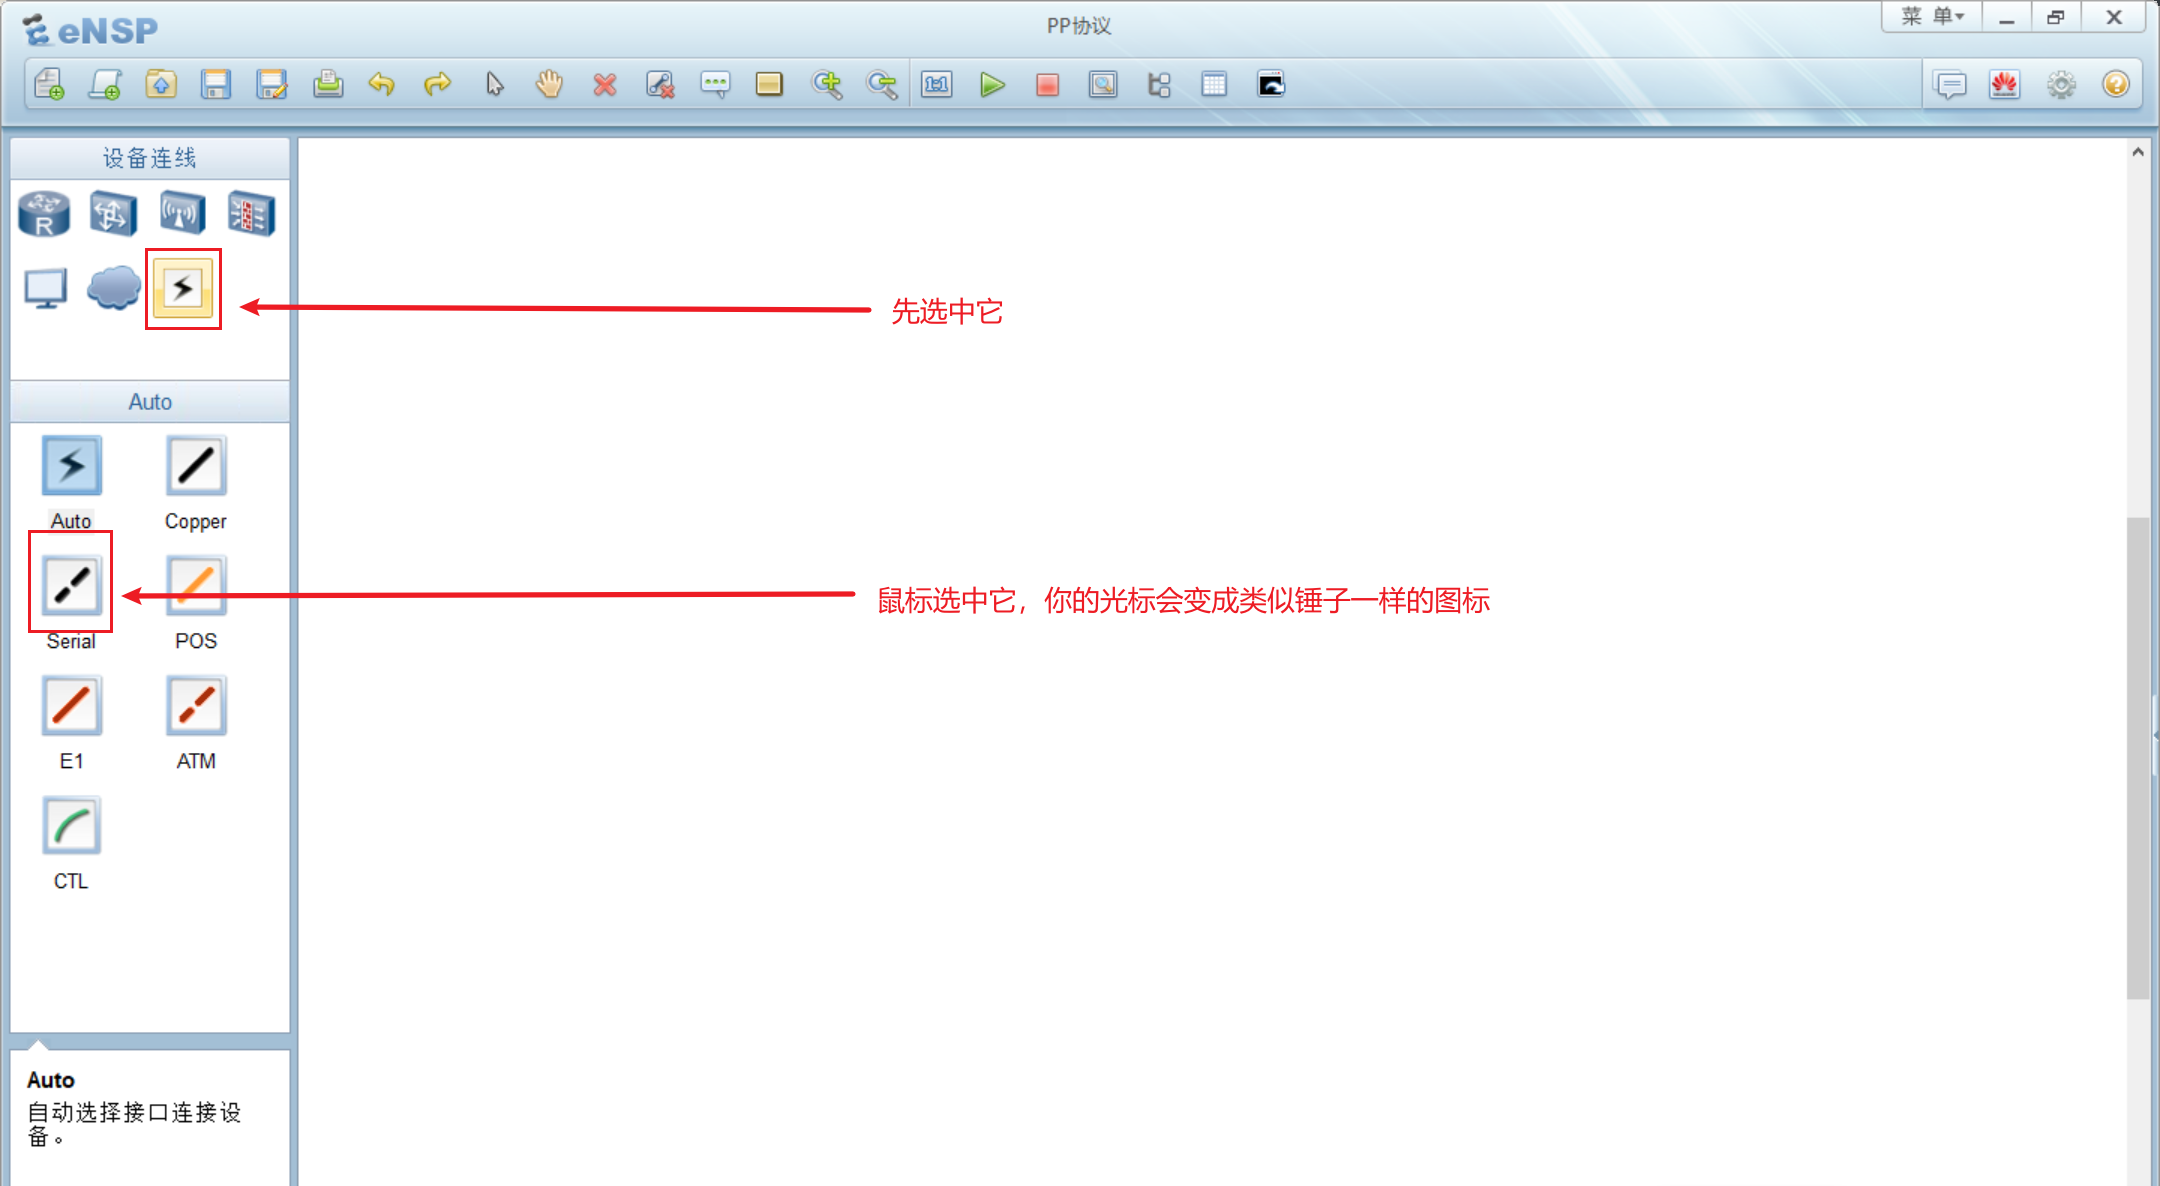 eNSP
PP协议
菜 单
1:1
设备连线
R
先选中它
Auto
Auto
Copper
鼠标选中它，你的光标会变成类似锤子一样的图标
Serial
POS
E1
ATM
CTL
Auto
自动选择接口连接设
备。